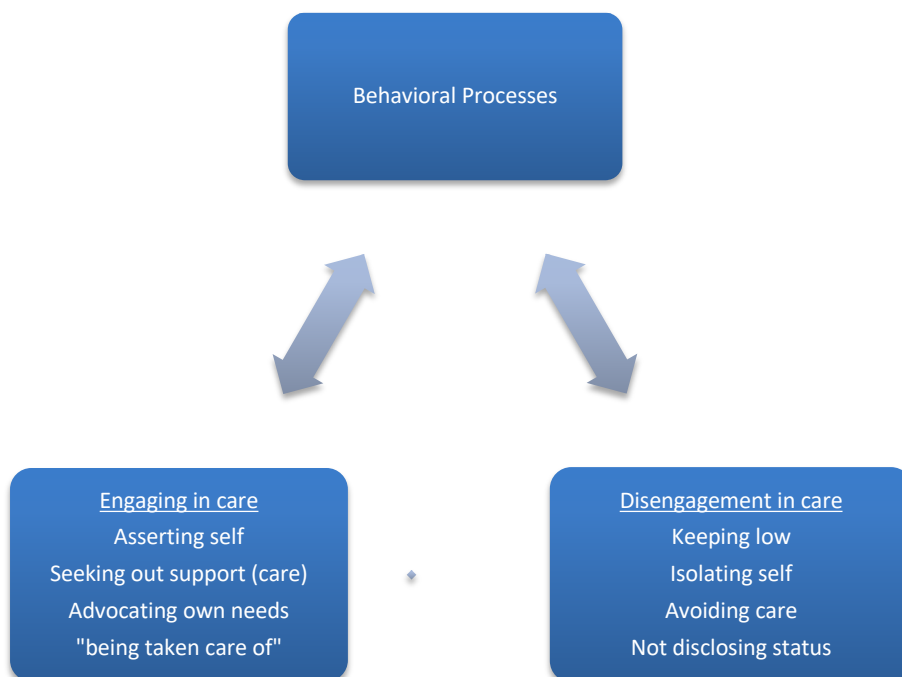 Behavioral Processes
Engaging in care
Asserting self
Seeking out support (care)
Advocating own needs
"being taken care of"
Disengagement in care
Keeping low
Isolating self
Avoiding care
Not disclosing status